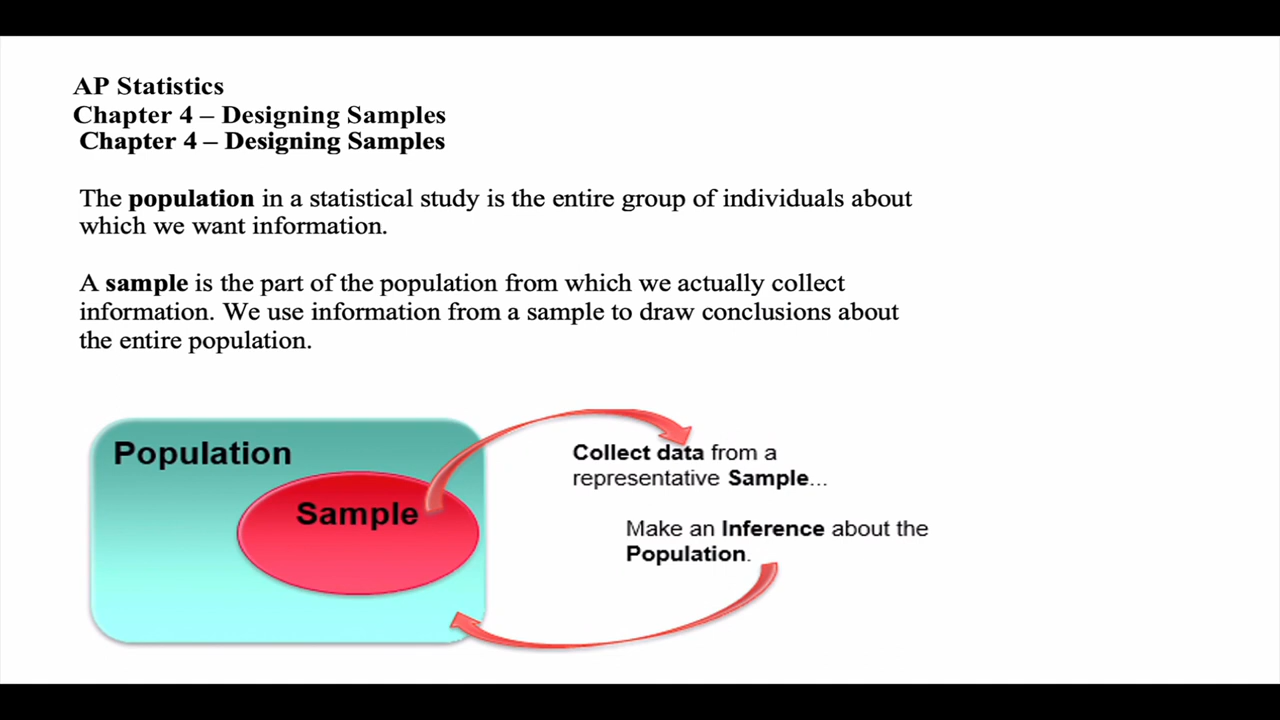 AP Statistics
Chapter 4 – Designing Samples
Chapter 4 – Designing Samples
The population in a statistical study is the entire group of individuals about
which we want information.
A sample is the part of the population from which we actually collect
information. We use information from a sample to draw conclusions about
the entire population.
Population
Sample
Collect data from a
representative Sample...
Make an Inference about the
Population.